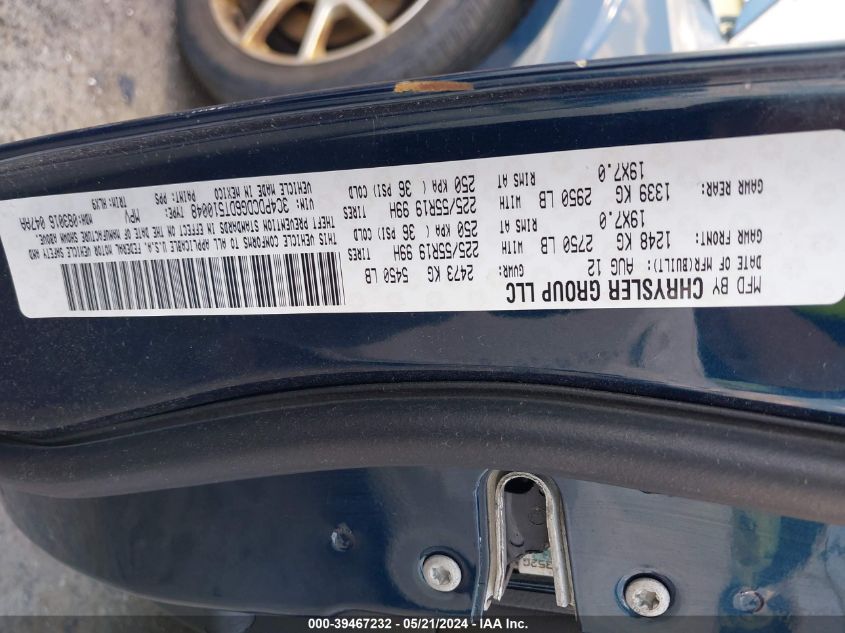 MFD BY CHRYSLER GROUP LLC
DATE OF MFR(BUILT): AUG 12 GVWR: 2473 KG 5450 LB
GAWR FRONT: 1248 KG 2750 LB WITH 225/55R19 99H TIRES
19X7.0 RIMS AT 250 KPA ( 36 PSI) COLD
GAWR REAR: 1339 KG 2950 LB WITH 225/55R19 99H TIRES
19X7.0 RIMS AT 250 KPA ( 36 PSI) COLD
THIS VEHICLE CONFORMS TO ALL APPLICABLE U.S.A. FEDERAL MOTOR VEHICLE SAFETY AND
THEFT PREVENTION STANDARDS IN EFFECT ON THE DATE OF MANUFACTURE SHOWN ABOVE.
VIN: 3C4PDCDG6DT510048 TYPE: MPV MDH: 083015 047AA
VEHICLE MADE IN MEXICO PAINT: PPS TRIM: HLX9
000-39467232 - 05/21/2024 - IAA Inc.